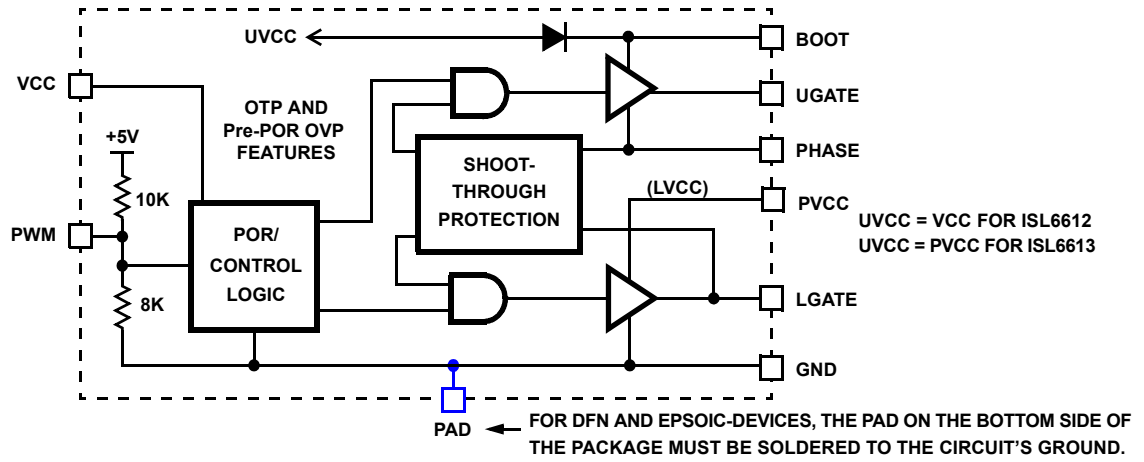 UVCC
BOOT
VCC
UGATE
OTP AND
Pre-POR OVP
FEATURES
+5V
10K
PHASE
SHOOT-
THROUGH
PROTECTION
(LVCC)
PVCC
UVCC = VCC FOR ISL6612
UVCC = PVCC FOR ISL6613
PWM
POR/
CONTROL
LOGIC
8K
LGATE
GND
PAD
FOR DFN AND EPSOIC-DEVICES, THE PAD ON THE BOTTOM SIDE OF
THE PACKAGE MUST BE SOLDERED TO THE CIRCUIT'S GROUND.